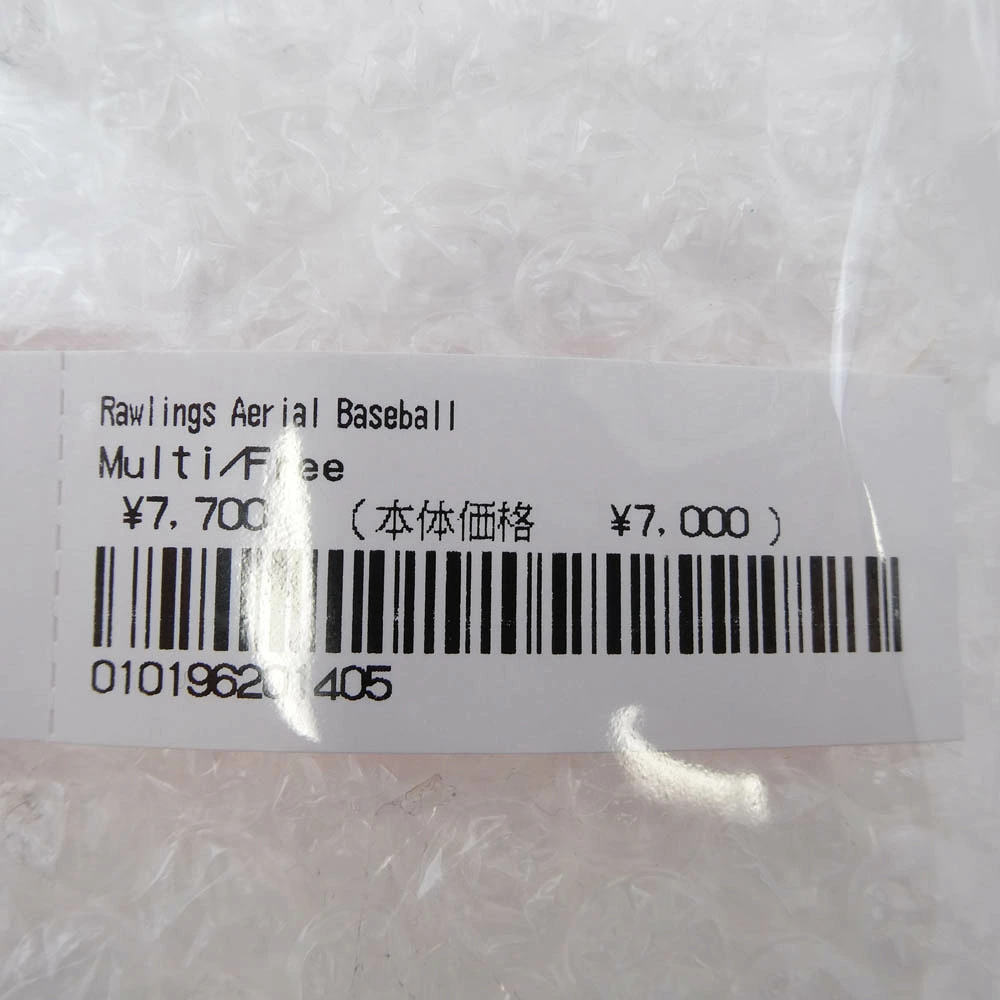 Rawlings Aerial Baseball
Multi/Free
¥7,700 (本体価格 ¥7,000)